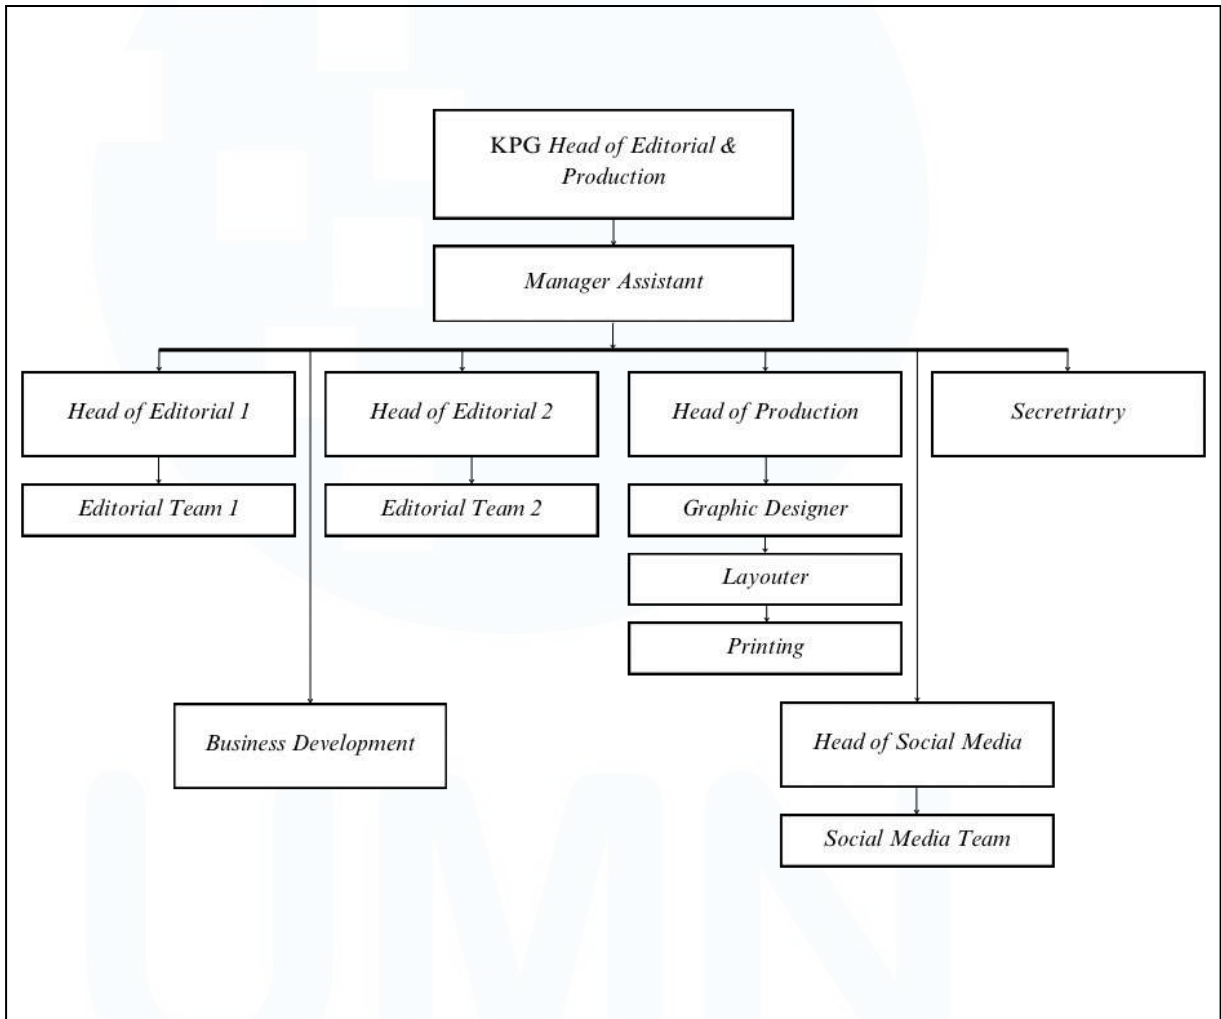 KPG Head of Editorial &
Production
Manager Assistant
Head of Editorial 1
Head of Editorial 2
Head of Production
Secretriatry
Editorial Team 1
Editorial Team 2
Graphic Designer
Layouter
Printing
Business Development
Head of Social Media
Social Media Team
UMN